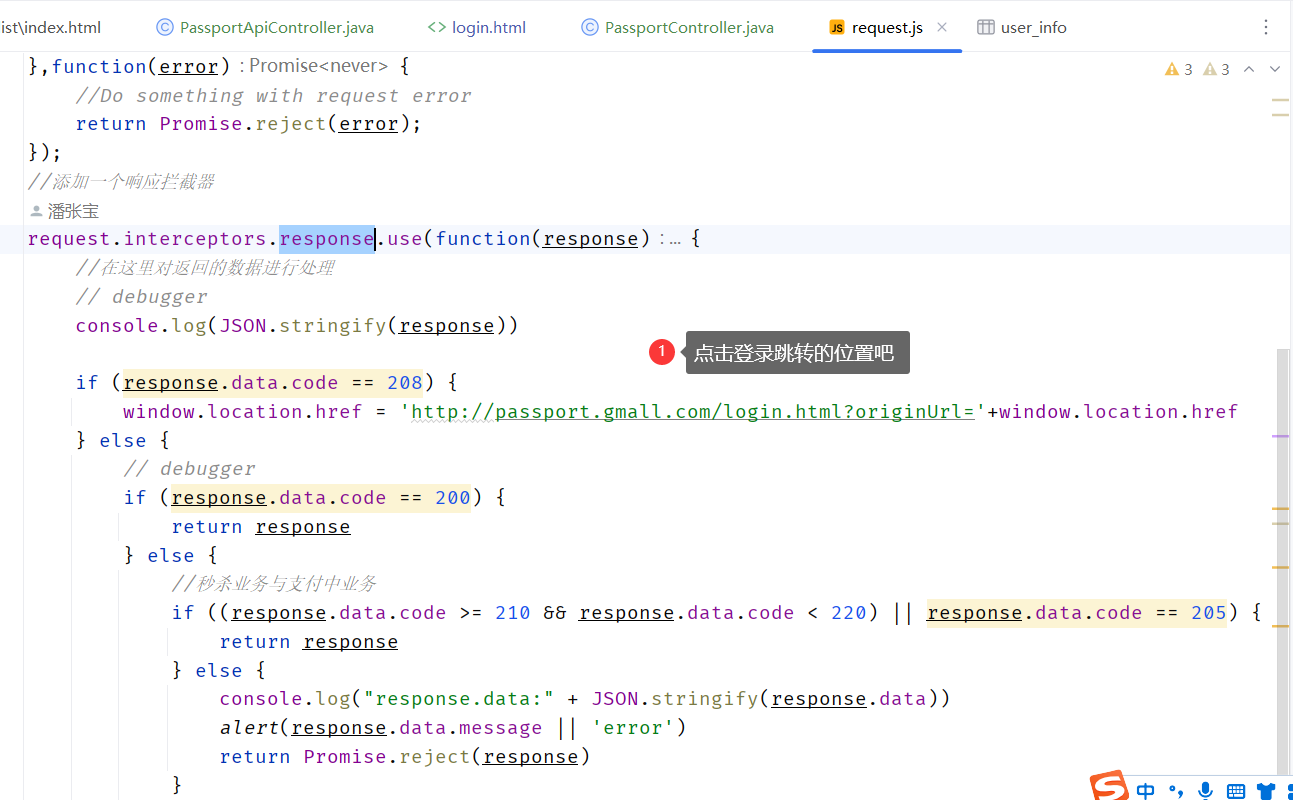 ist\index.html PassportApiController.java login.html PassportController.java request.js user_info
},function(error) : Promise<never> {
//Do something with request error
return Promise.reject(error);
});
//添加一个响应拦截器
潘张宝
request.interceptors.response.use(function(response) :… {
//在这里对返回的数据进行处理
// debugger
console.log(JSON.stringify(response))
1 点击登录跳转的位置吧
if (response.data.code == 208) {
window.location.href = 'http://passport.gmall.com/login.html?originUrl='+window.location.href
} else {
// debugger
if (response.data.code == 200) {
return response
} else {
//秒杀业务与支付中业务
if ((response.data.code >= 210 && response.data.code < 220) || response.data.code == 205) {
return response
} else {
console.log("response.data:" + JSON.stringify(response.data))
alert(response.data.message || 'error')
return Promise.reject(response)
}
3 3
JS
S 中